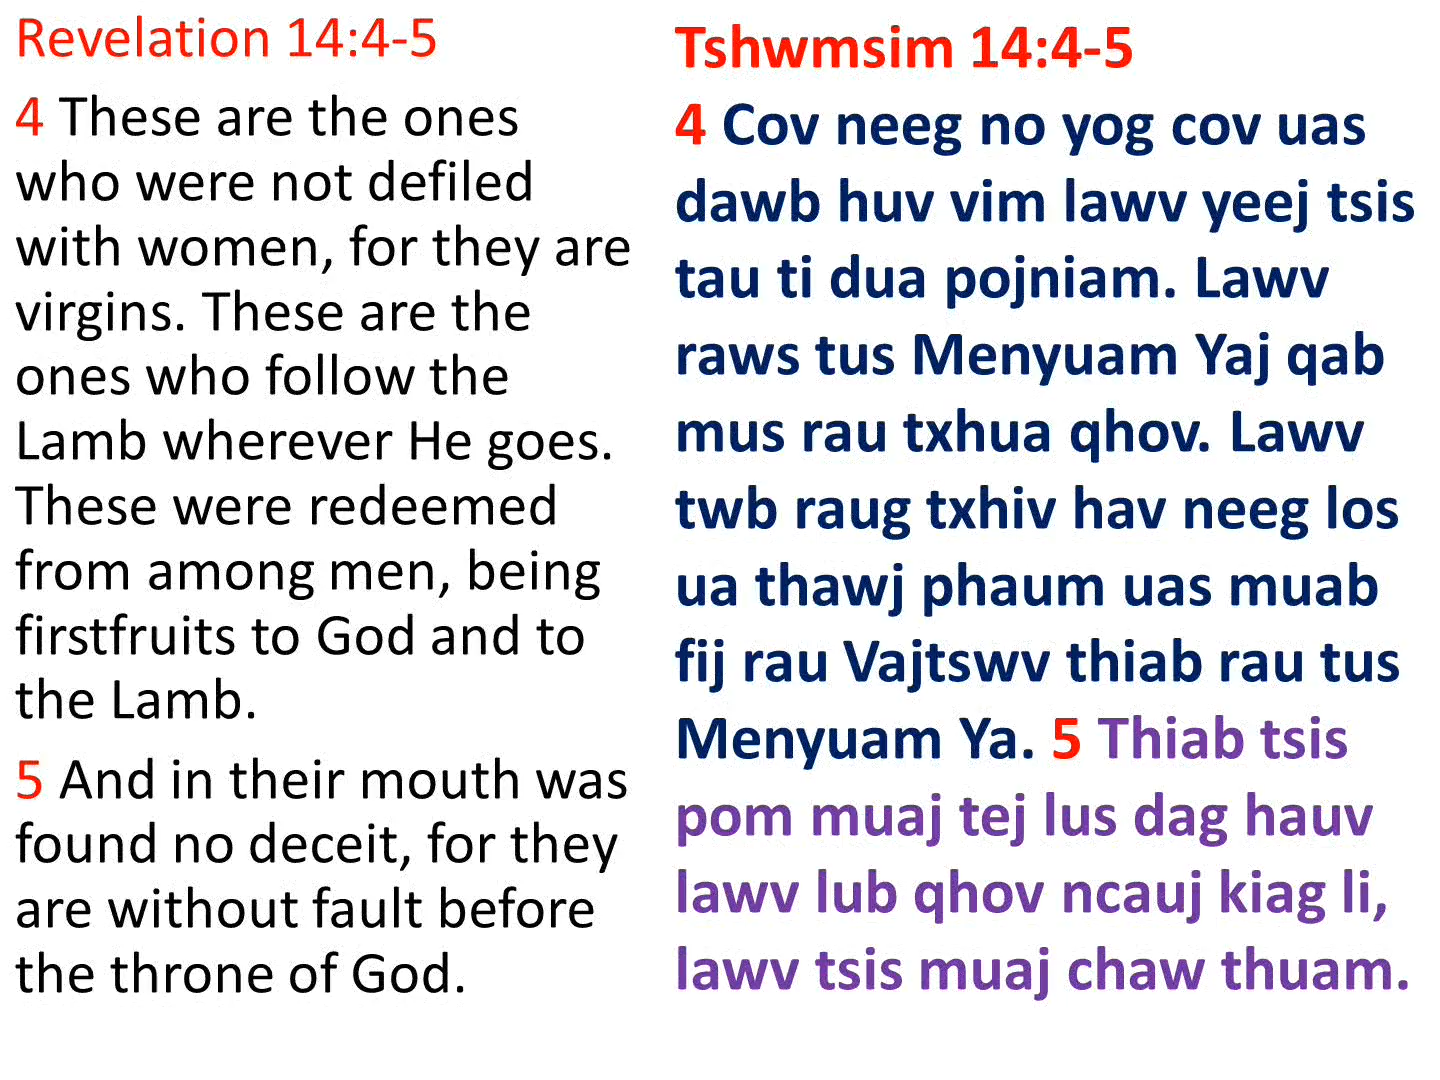 Revelation 14:4-5
4 These are the ones
who were not defiled
with women, for they are
virgins. These are the
ones who follow the
Lamb wherever He goes.
These were redeemed
from among men, being
firstfruits to God and to
the Lamb.
5 And in their mouth was
found no deceit, for they
are without fault before
the throne of God.
Tshwmsim 14:4-5
4 Cov neeg no yog cov uas
dawb huv vim lawv yeej tsis
tau ti dua pojniam. Lawv
raws tus Menyuam Yaj qab
mus rau txhua qhov. Lawv
twb raug txhiv hav neeg los
ua thawj phaum uas muab
fij rau Vajtswv thiab rau tus
Menyuam Ya. 5 Thiab tsis
pom muaj tej lus dag hauv
lawv lub qhov ncauj kiag li,
lawv tsis muaj chaw thuam.